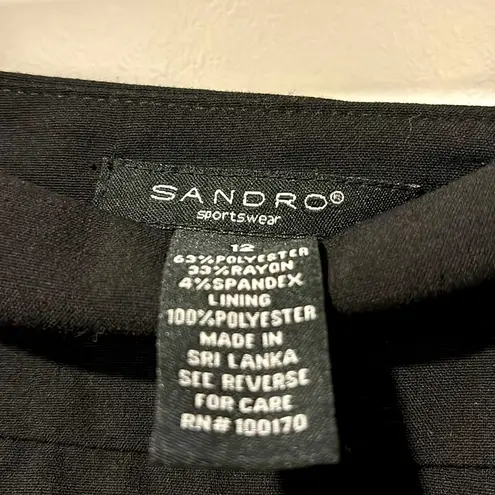 SANDRO®
sportswear
12
63%POLYESTER
33%RAYON
4%SPANDEX
LINING
100%POLYESTER
MADE IN
SRI LANKA
SEE REVERSE
FOR CARE
RN# 100170